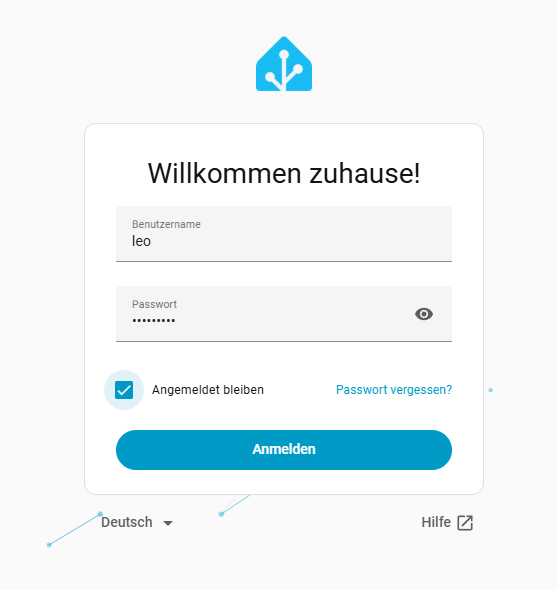 Willkommen zuhause!
Benutzername
leo
Passwort
•••••••••
Angemeldet bleiben
Passwort vergessen?
Anmelden
Deutsch
Hilfe